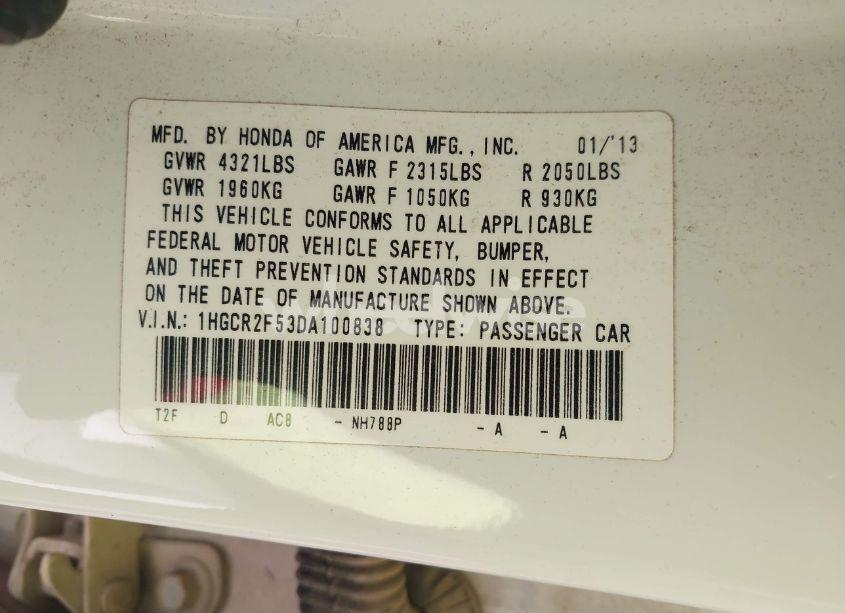 MFD. BY HONDA OF AMERICA MFG., INC. 01/'13
GVWR 4321LBS GAWR F 2315LBS R 2050LBS
GVWR 1960KG GAWR F 1050KG R 930KG
THIS VEHICLE CONFORMS TO ALL APPLICABLE
FEDERAL MOTOR VEHICLE SAFETY, BUMPER,
AND THEFT PREVENTION STANDARDS IN EFFECT
ON THE DATE OF MANUFACTURE SHOWN ABOVE.
V.I.N.: 1HGCR2F53DA100838 TYPE: PASSENGER CAR
T2F D AC8 - NH788P - A - A